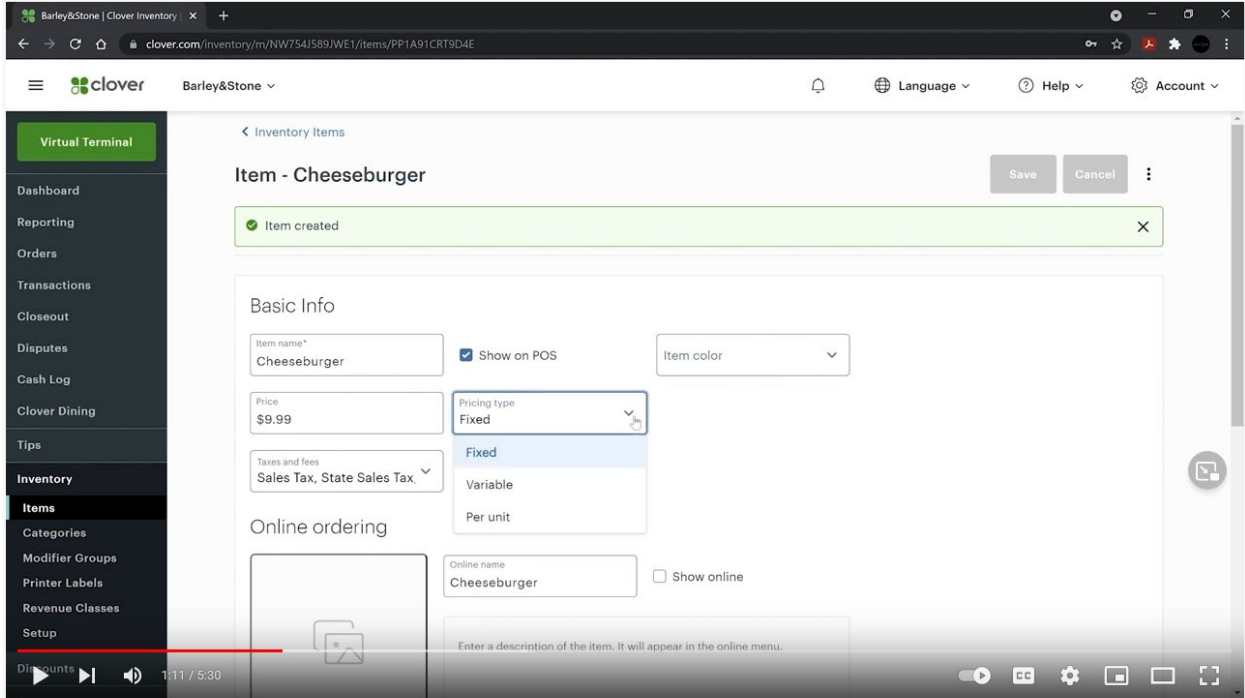 Barley&Stone | Clover Inventory |
clover.com/inventory/m/NW754J589JWE1/items/PP1A91CRT9D4E
clover
Barley&Stone
Language
Help
Account
Virtual Terminal
Dashboard
Reporting
Orders
Transactions
Closeout
Disputes
Cash Log
Clover Dining
Tips
Inventory
Items
Categories
Modifier Groups
Printer Labels
Revenue Classes
Setup
Discounts
Inventory Items
Item - Cheeseburger
Save
Cancel
Item created
Basic Info
Item name*
Cheeseburger
Show on POS
Item color
Price
$9.99
Pricing type
Fixed
Fixed
Variable
Per unit
Taxes and fees
Sales Tax, State Sales Tax,
Online ordering
Online name
Cheeseburger
Show online
Enter a description of the item. It will appear in the online menu.
1:11 / 5:30
CC